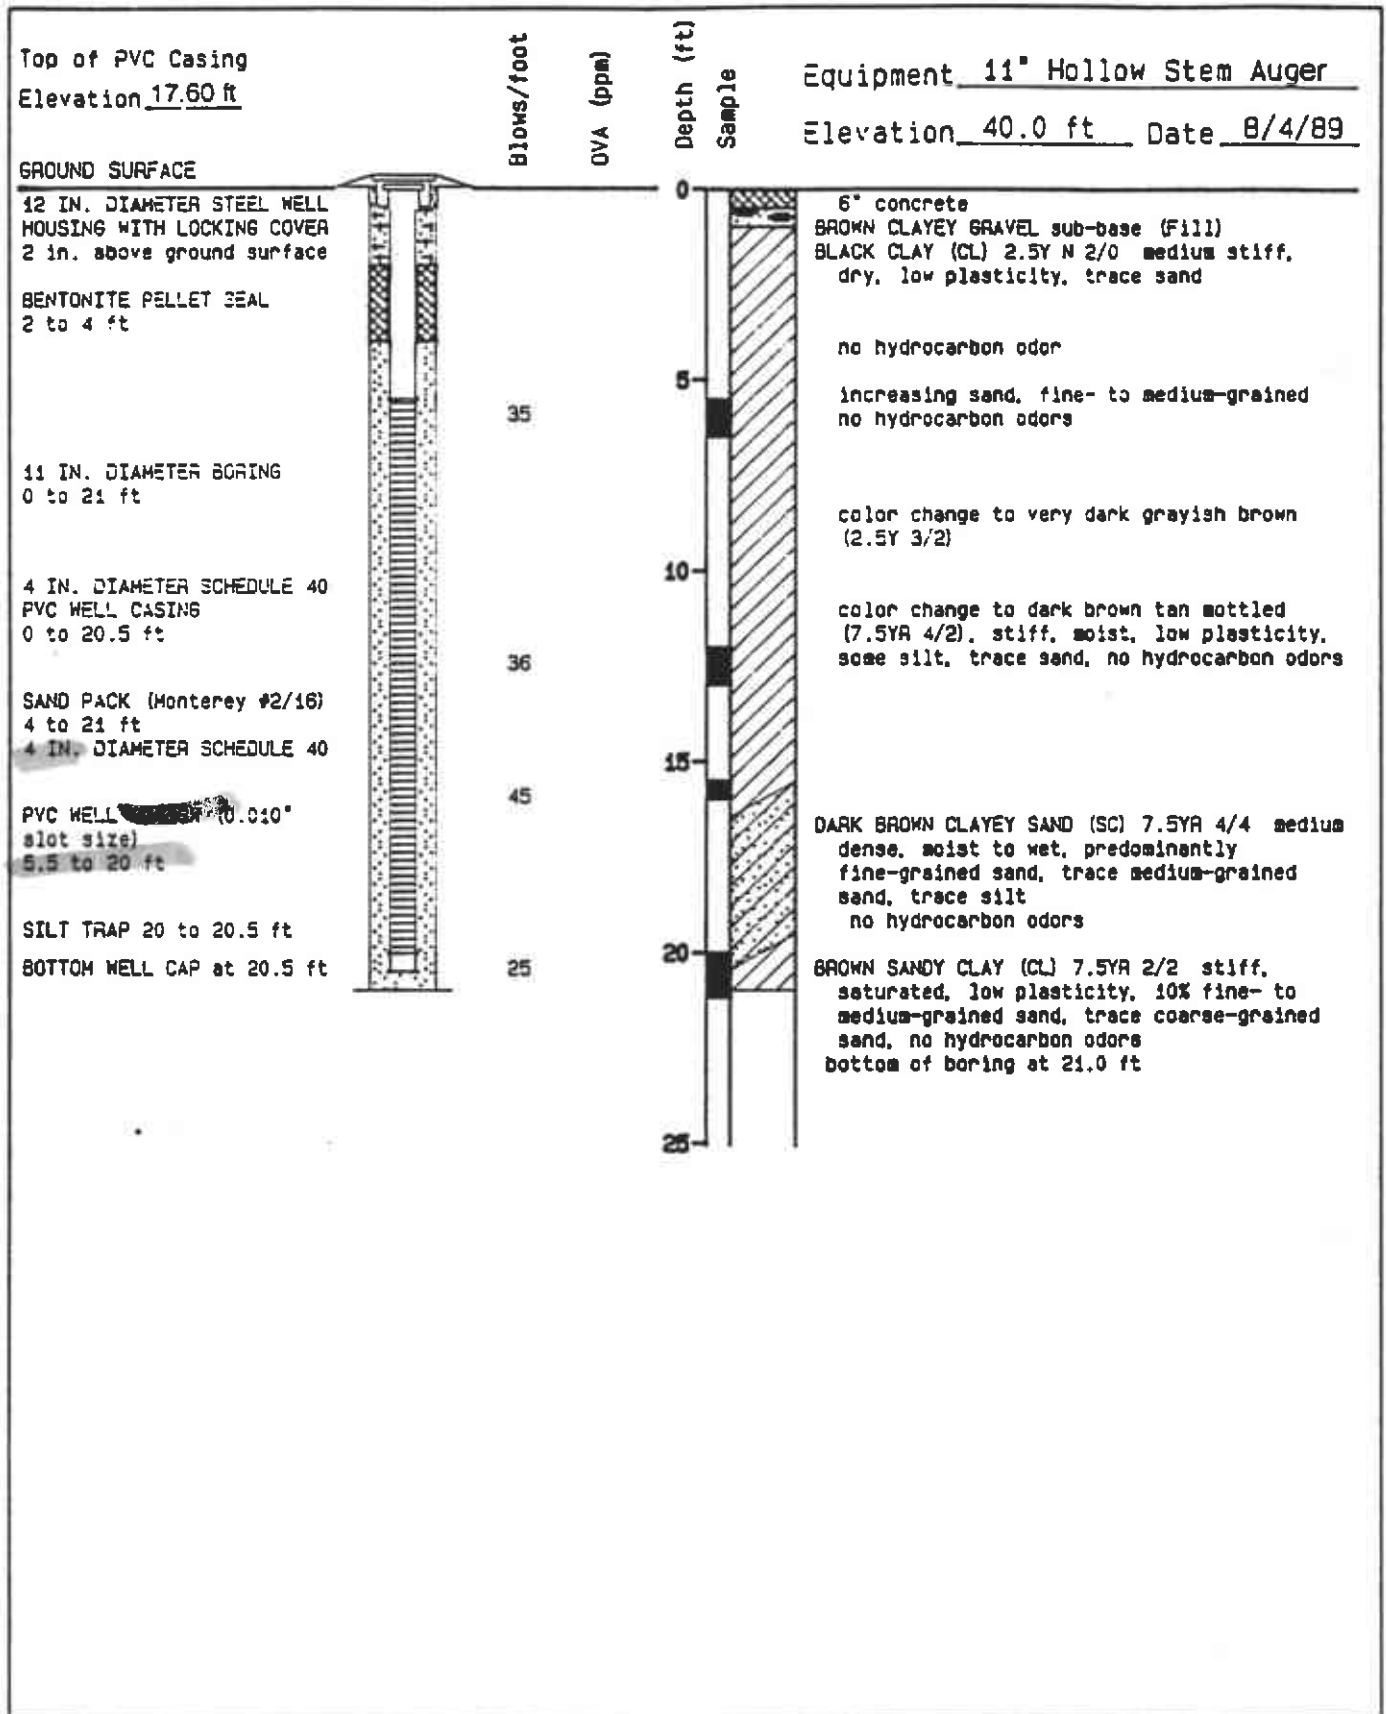 Top of PVC Casing
Elevation 17.60 ft
Blows/foot
OVA (ppm)
Depth (ft)
Sample
Equipment 11" Hollow Stem Auger
Elevation 40.0 ft Date 8/4/89
GROUND SURFACE
12 IN. DIAMETER STEEL WELL
HOUSING WITH LOCKING COVER
2 in. above ground surface
BENTONITE PELLET SEAL
2 to 4 ft
11 IN. DIAMETER BORING
0 to 21 ft
4 IN. DIAMETER SCHEDULE 40
PVC WELL CASING
0 to 20.5 ft
SAND PACK (Monterey #2/16)
4 to 21 ft
4 IN. DIAMETER SCHEDULE 40
PVC WELL (0.010"
slot size)
5.5 to 20 ft
SILT TRAP 20 to 20.5 ft
BOTTOM WELL CAP at 20.5 ft
35
36
45
25
0
5
10
15
20
25
6" concrete
BROWN CLAYEY GRAVEL sub-base (Fill)
BLACK CLAY (CL) 2.5Y N 2/0 medium stiff,
dry, low plasticity, trace sand
no hydrocarbon odor
increasing sand, fine- to medium-grained
no hydrocarbon odors
color change to very dark grayish brown
(2.5Y 3/2)
color change to dark brown tan mottled
(7.5YR 4/2), stiff, moist, low plasticity,
some silt, trace sand, no hydrocarbon odors
DARK BROWN CLAYEY SAND (SC) 7.5YR 4/4 medium
dense, moist to wet, predominantly
fine-grained sand, trace medium-grained
sand, trace silt
no hydrocarbon odors
BROWN SANDY CLAY (CL) 7.5YR 2/2 stiff,
saturated, low plasticity, 10% fine- to
medium-grained sand, trace coarse-grained
sand, no hydrocarbon odors
bottom of boring at 21.0 ft